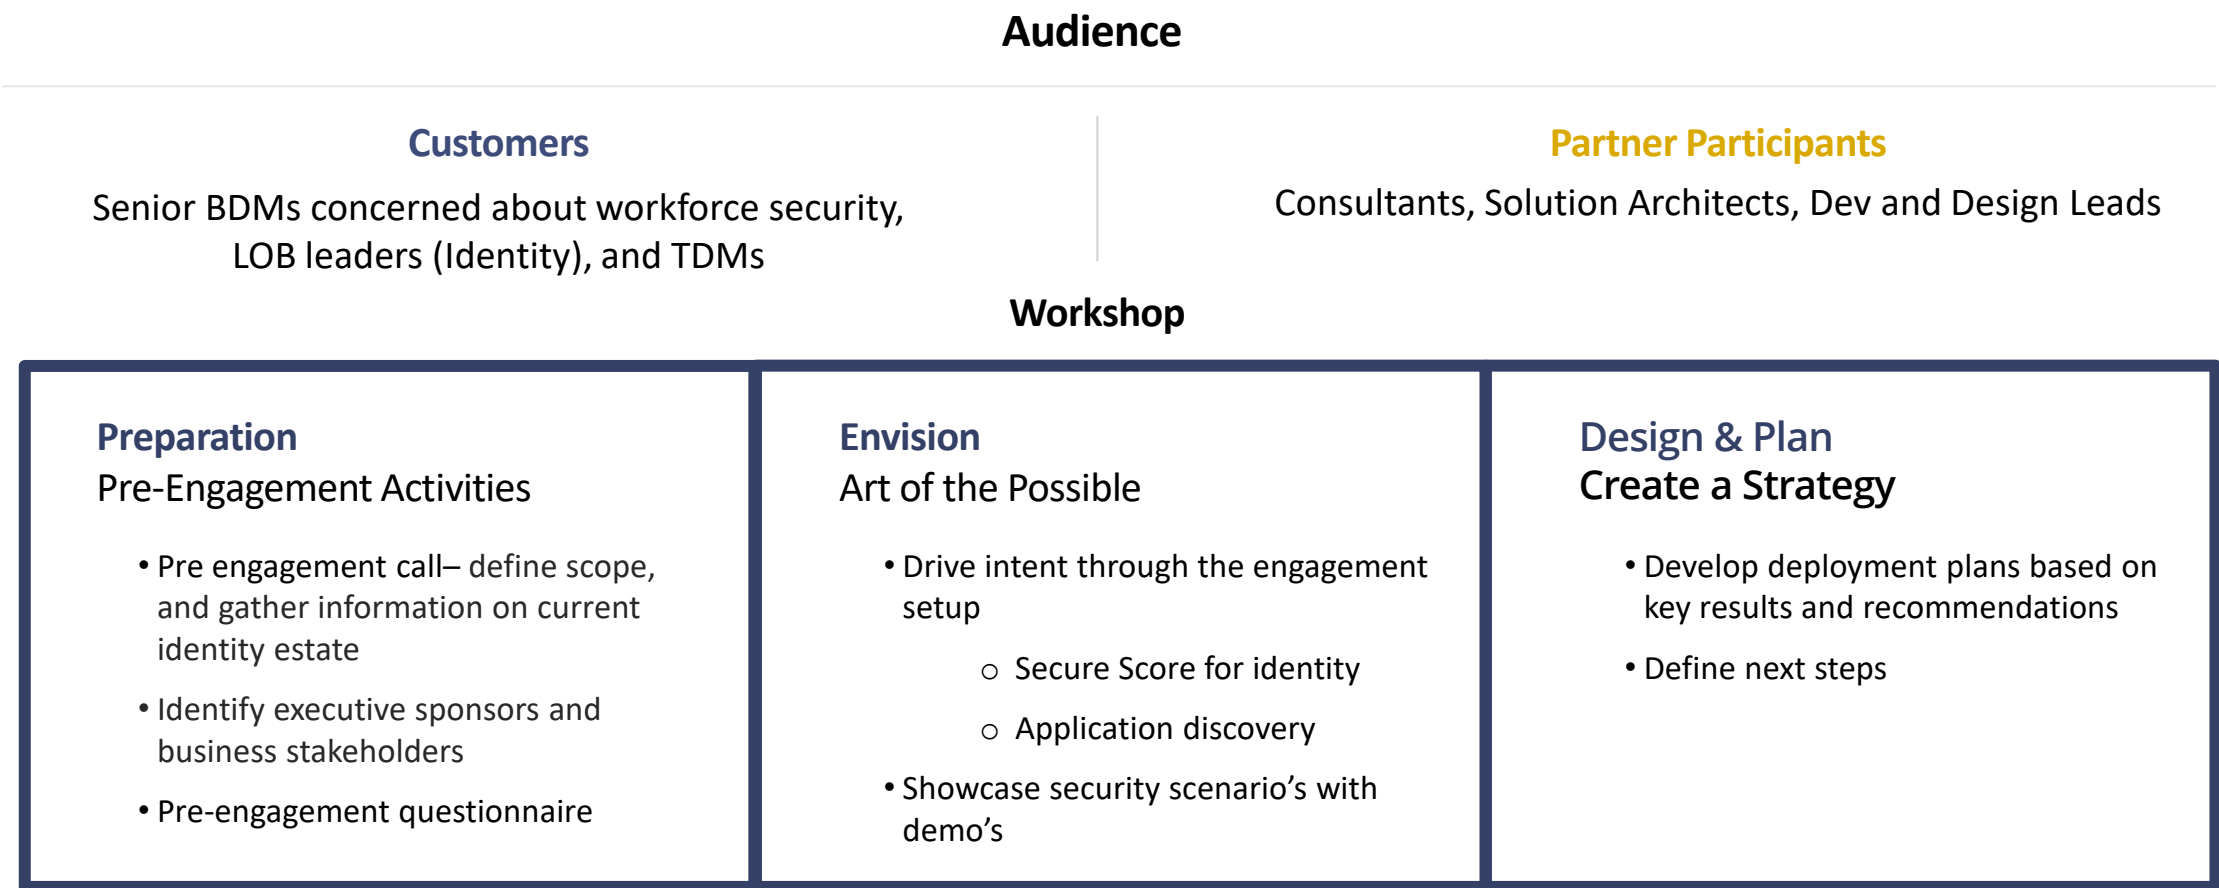 Audience
Customers
Senior BDMs concerned about workforce security,
LOB leaders (Identity), and TDMs
Partner Participants
Consultants, Solution Architects, Dev and Design Leads
Workshop
Preparation
Pre-Engagement Activities
• Pre engagement call– define scope,
and gather information on current
identity estate
• Identify executive sponsors and
business stakeholders
• Pre-engagement questionnaire
Envision
Art of the Possible
• Drive intent through the engagement
setup
o Secure Score for identity
o Application discovery
• Showcase security scenario’s with
demo’s
Design & Plan
Create a Strategy
• Develop deployment plans based on
key results and recommendations
• Define next steps